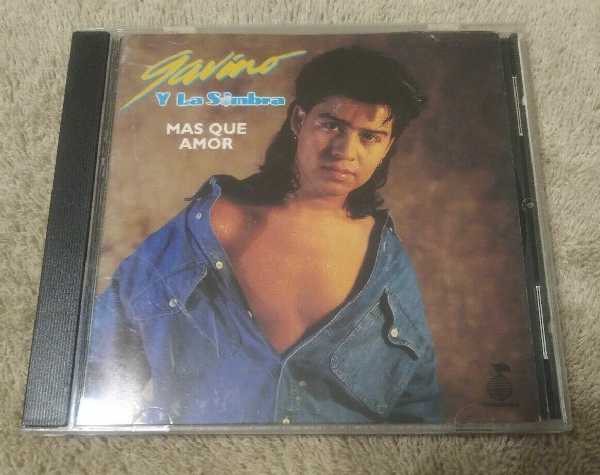 Gavino
Y La Sombra
MAS QUE
AMOR